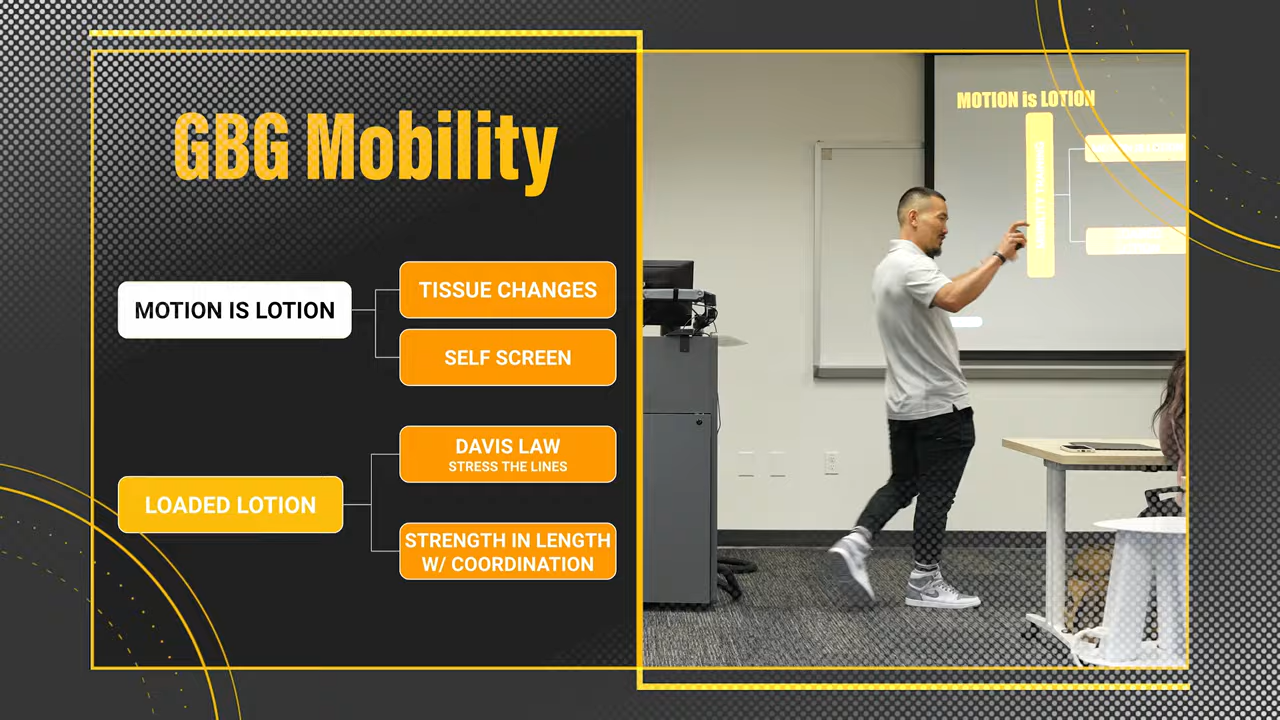 GBG Mobility
MOTION IS LOTION
TISSUE CHANGES
SELF SCREEN
LOADED LOTION
DAVIS LAW
STRESS THE LINES
STRENGTH IN LENGTH
W/ COORDINATION
MOTION is LOTION